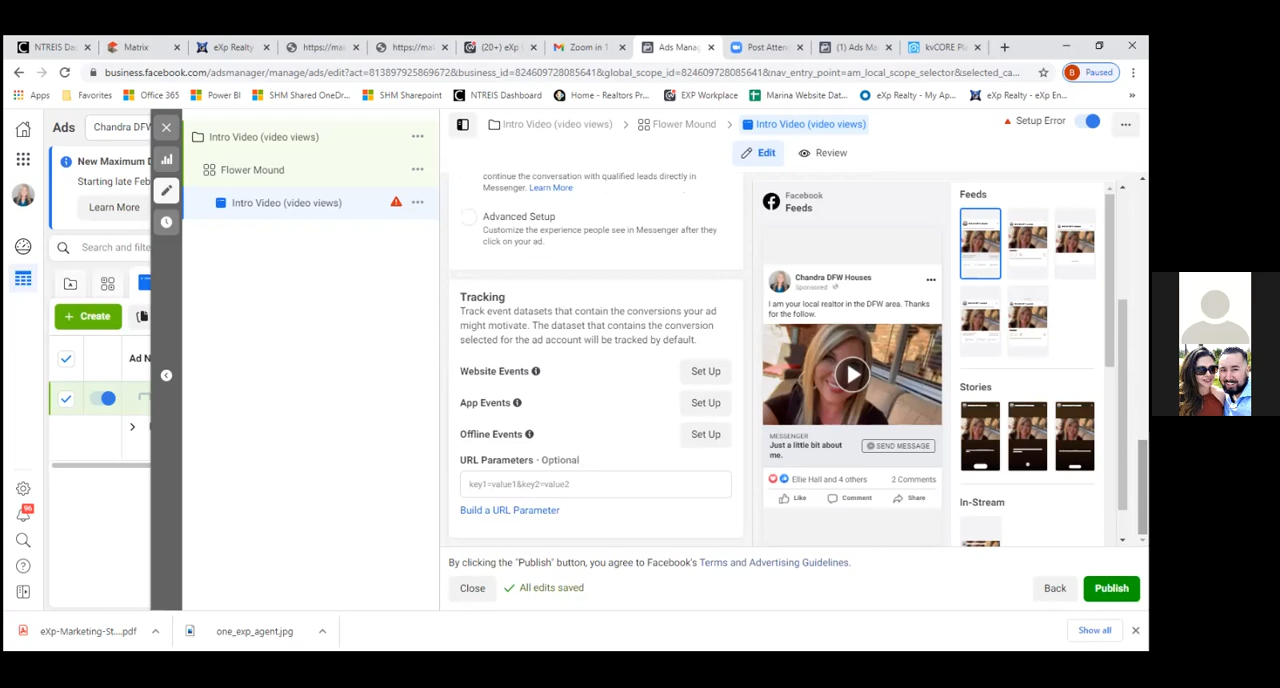 NTREIS Da:
Matrix
eXp Realty
https://mai
https://mai
(20+) eXp (
Zoom in 1
Ads Mana
Post Atten
(1) Ads M
kvCORE Pl
business.facebook.com/adsmanager/manage/ads/edit?act=815797925869672&business_id=824609728085641&global_scope_id=824609728085641&nav_entry_point=am_local_scope_selector&selected_ca...
B Paused
Apps
Favorites
Office 365
Power BI
SHM Shared OneDr...
SHM Sharepoint
NTREIS Dashboard
Home - Realtors Pr...
EXP Workplace
Marina Website Dat...
eXp Realty - My Ap...
eXp Realty - eXp En...
»
Ads
Chandra DFW
New Maximum D
Starting late Feb
Learn More
Search and filte
+ Create
Ad N
96
Intro Video (video views)
Flower Mound
Intro Video (video views)
Intro Video (video views) > Flower Mound > Intro Video (video views)
Setup Error
Edit
Review
continue the conversation with qualified leads directly in
Messenger. Learn More
Advanced Setup
Customize the experience people see in Messenger after they
click on your ad.
Tracking
Track event datasets that contain the conversions your ad
might motivate. The dataset that contains the conversion
selected for the ad account will be tracked by default.
Website Events
Set Up
App Events
Set Up
Offline Events
Set Up
URL Parameters · Optional
key1=value1&key2=value2
Build a URL Parameter
Facebook
Feeds
Chandra DFW Houses
Sponsored
I am your local realtor in the DFW area. Thanks
for the follow.
MESSENGER
Just a little bit about
me.
SEND MESSAGE
Ellie Hall and 4 others
2 Comments
Like
Comment
Share
Feeds
Stories
In-Stream
By clicking the "Publish" button, you agree to Facebook's Terms and Advertising Guidelines.
Close
All edits saved
Back
Publish
eXp-Marketing-St....pdf
one_exp_agent.jpg
Show all